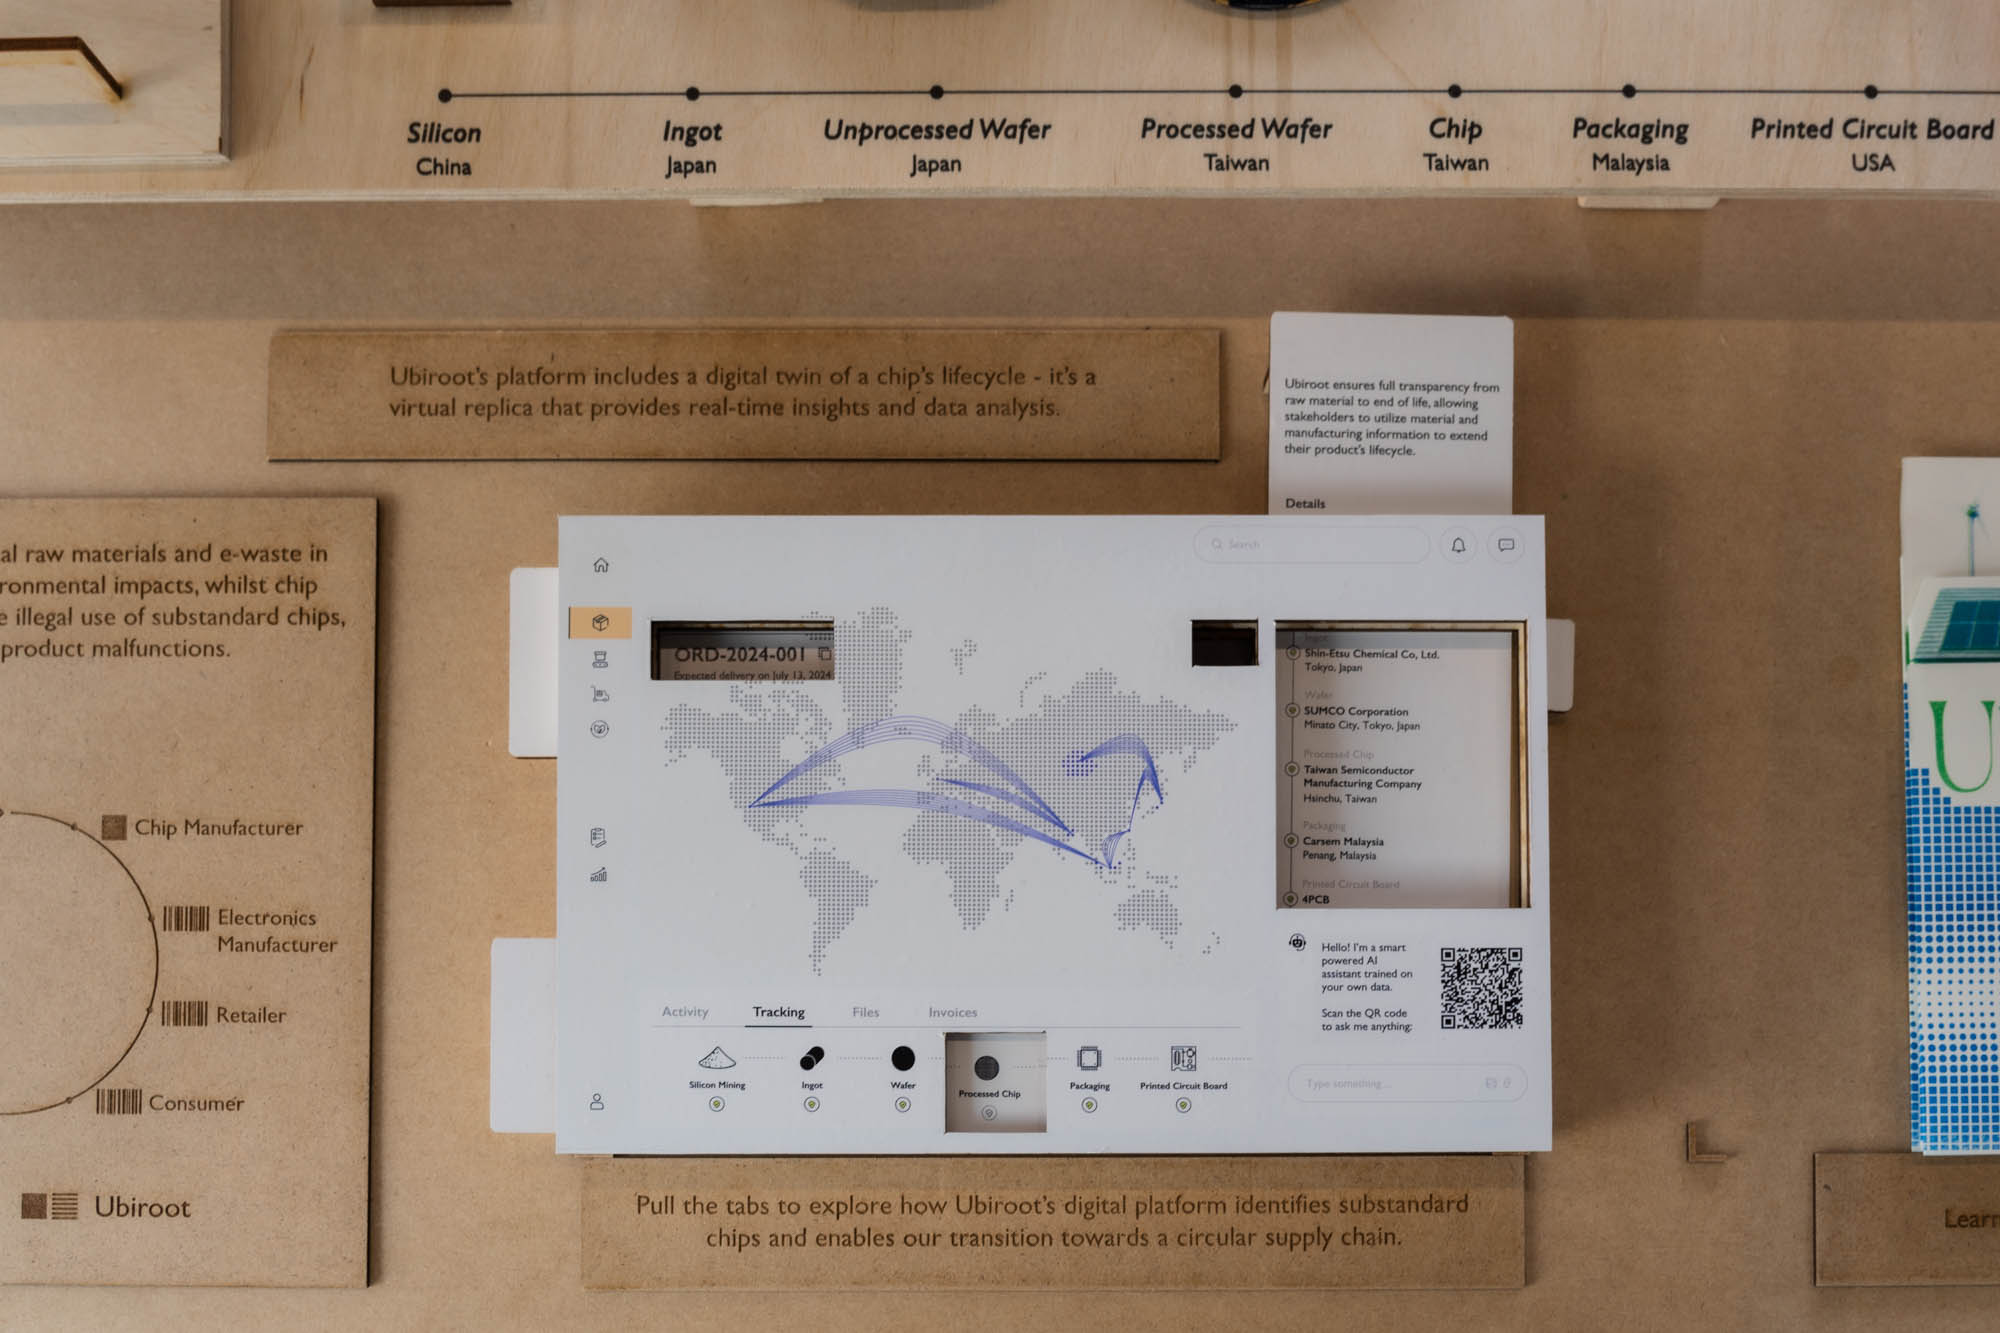 Silicon
China
Ingot
Japan
Unprocessed Wafer
Japan
Processed Wafer
Taiwan
Chip
Taiwan
Packaging
Malaysia
Printed Circuit Board
USA
Ubiroot's platform includes a digital twin of a chip's lifecycle - it's a
virtual replica that provides real-time insights and data analysis.
Ubiroot ensures full transparency from
raw material to end of life, allowing
stakeholders to utilize material and
manufacturing information to extend
their product's lifecycle.
Details
al raw materials and e-waste in
ronmental impacts, whilst chip
e illegal use of substandard chips,
product malfunctions.
Chip Manufacturer
Electronics
Manufacturer
Retailer
Consumer
Ubiroot
Search
ORD-2024-001
Expected delivery on July 13, 2024
Ingot
Shin-Etsu Chemical Co, Ltd.
Tokyo, Japan
Wafer
SUMCO Corporation
Minato City, Tokyo, Japan
Processed Chip
Taiwan Semiconductor
Manufacturing Company
Hsinchu, Taiwan
Packaging
Carsem Malaysia
Penang, Malaysia
Printed Circuit Board
4PCB
Hello! I'm a smart
powered AI
assistant trained on
your own data.
Scan the QR code
to ask me anything:
Type something...
Activity
Tracking
Files
Invoices
Silicon Mining
Ingot
Wafer
Processed Chip
Packaging
Printed Circuit Board
Pull the tabs to explore how Ubiroot's digital platform identifies substandard
chips and enables our transition towards a circular supply chain.
U
Learn